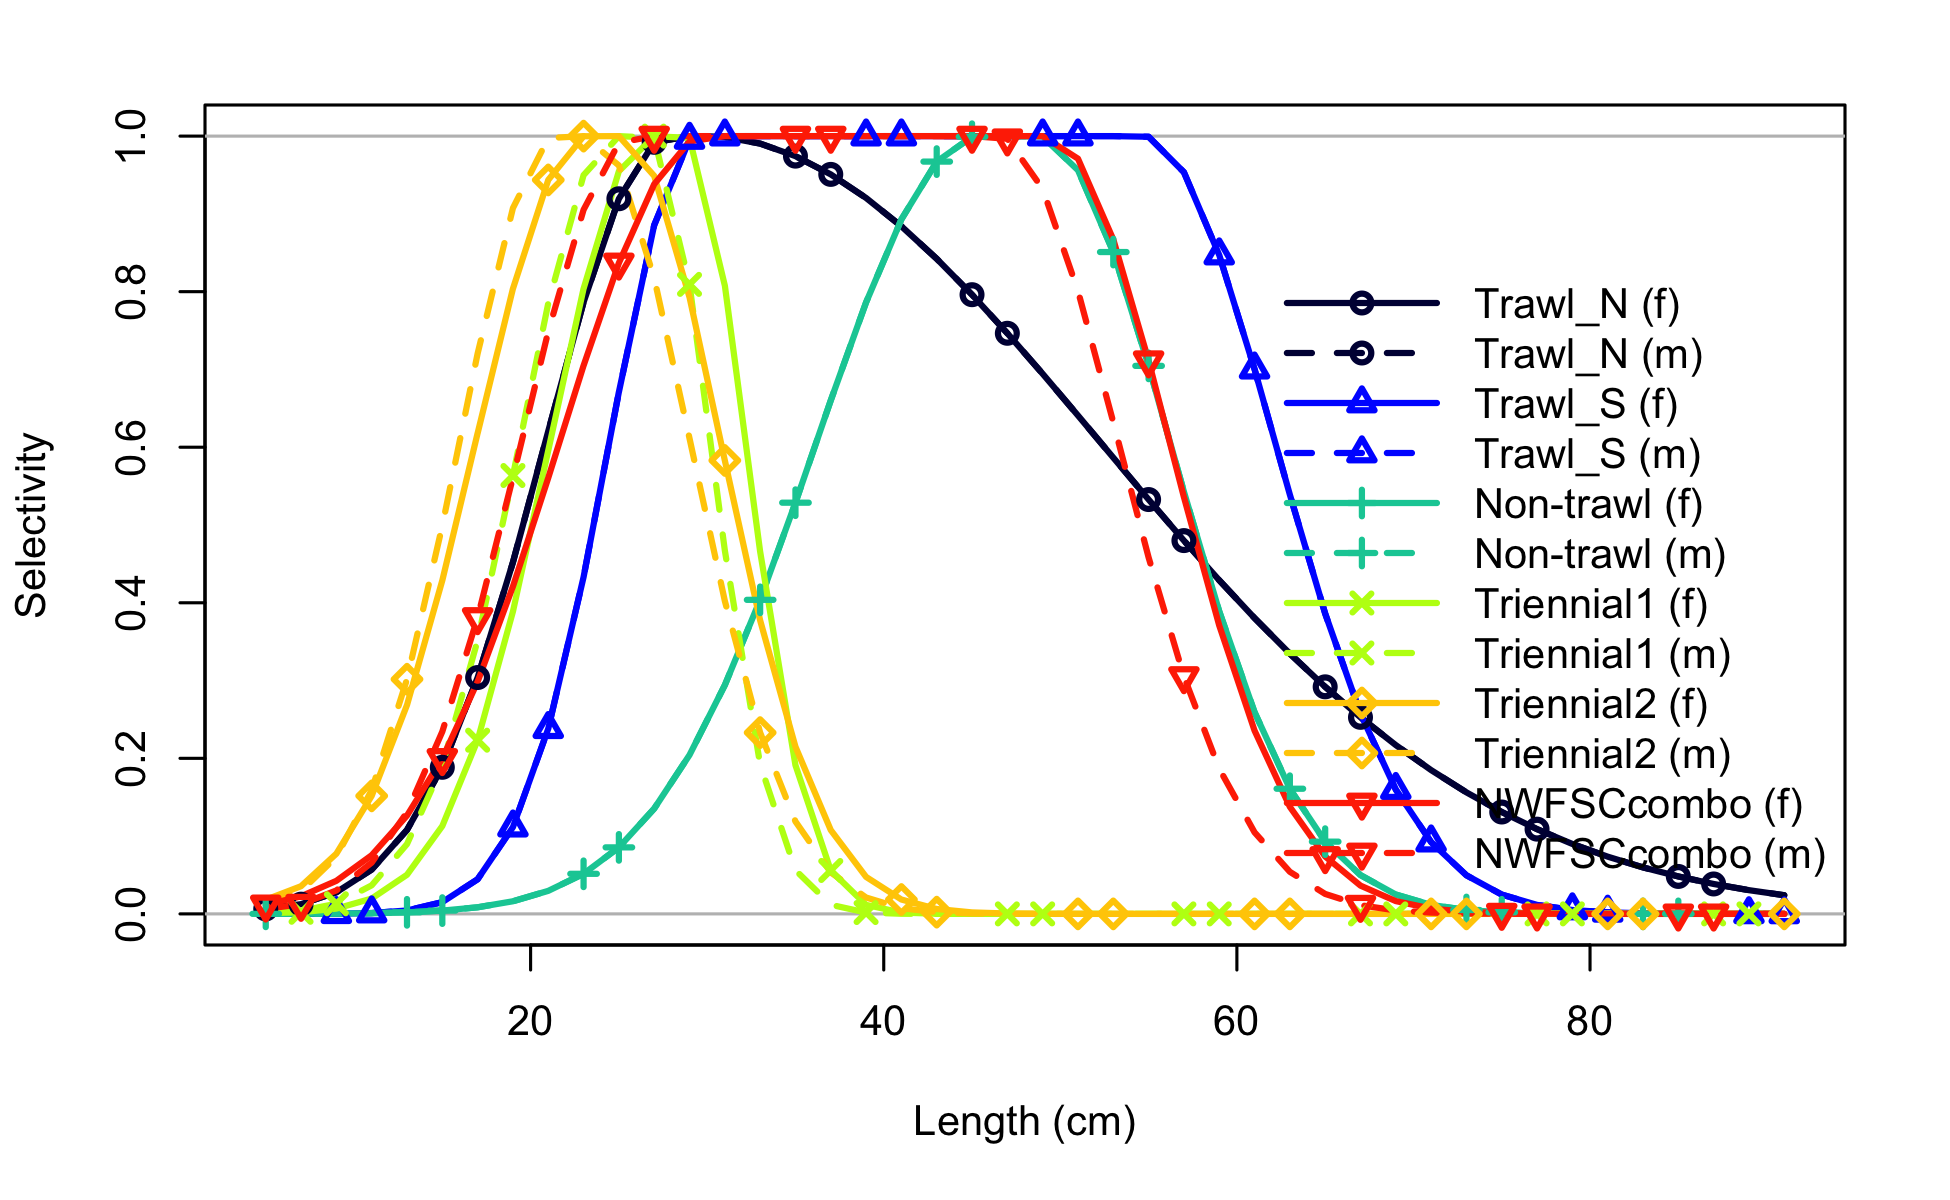 1.0
0.8
0.6
0.4
0.2
0.0
Selectivity
Trawl_N (f)
Trawl_N (m)
Trawl_S (f)
Trawl_S (m)
Non-trawl (f)
Non-trawl (m)
Triennial1 (f)
Triennial1 (m)
Triennial2 (f)
Triennial2 (m)
NWFSCcombo (f)
NWFSCcombo (m)
20
40
60
80
Length (cm)